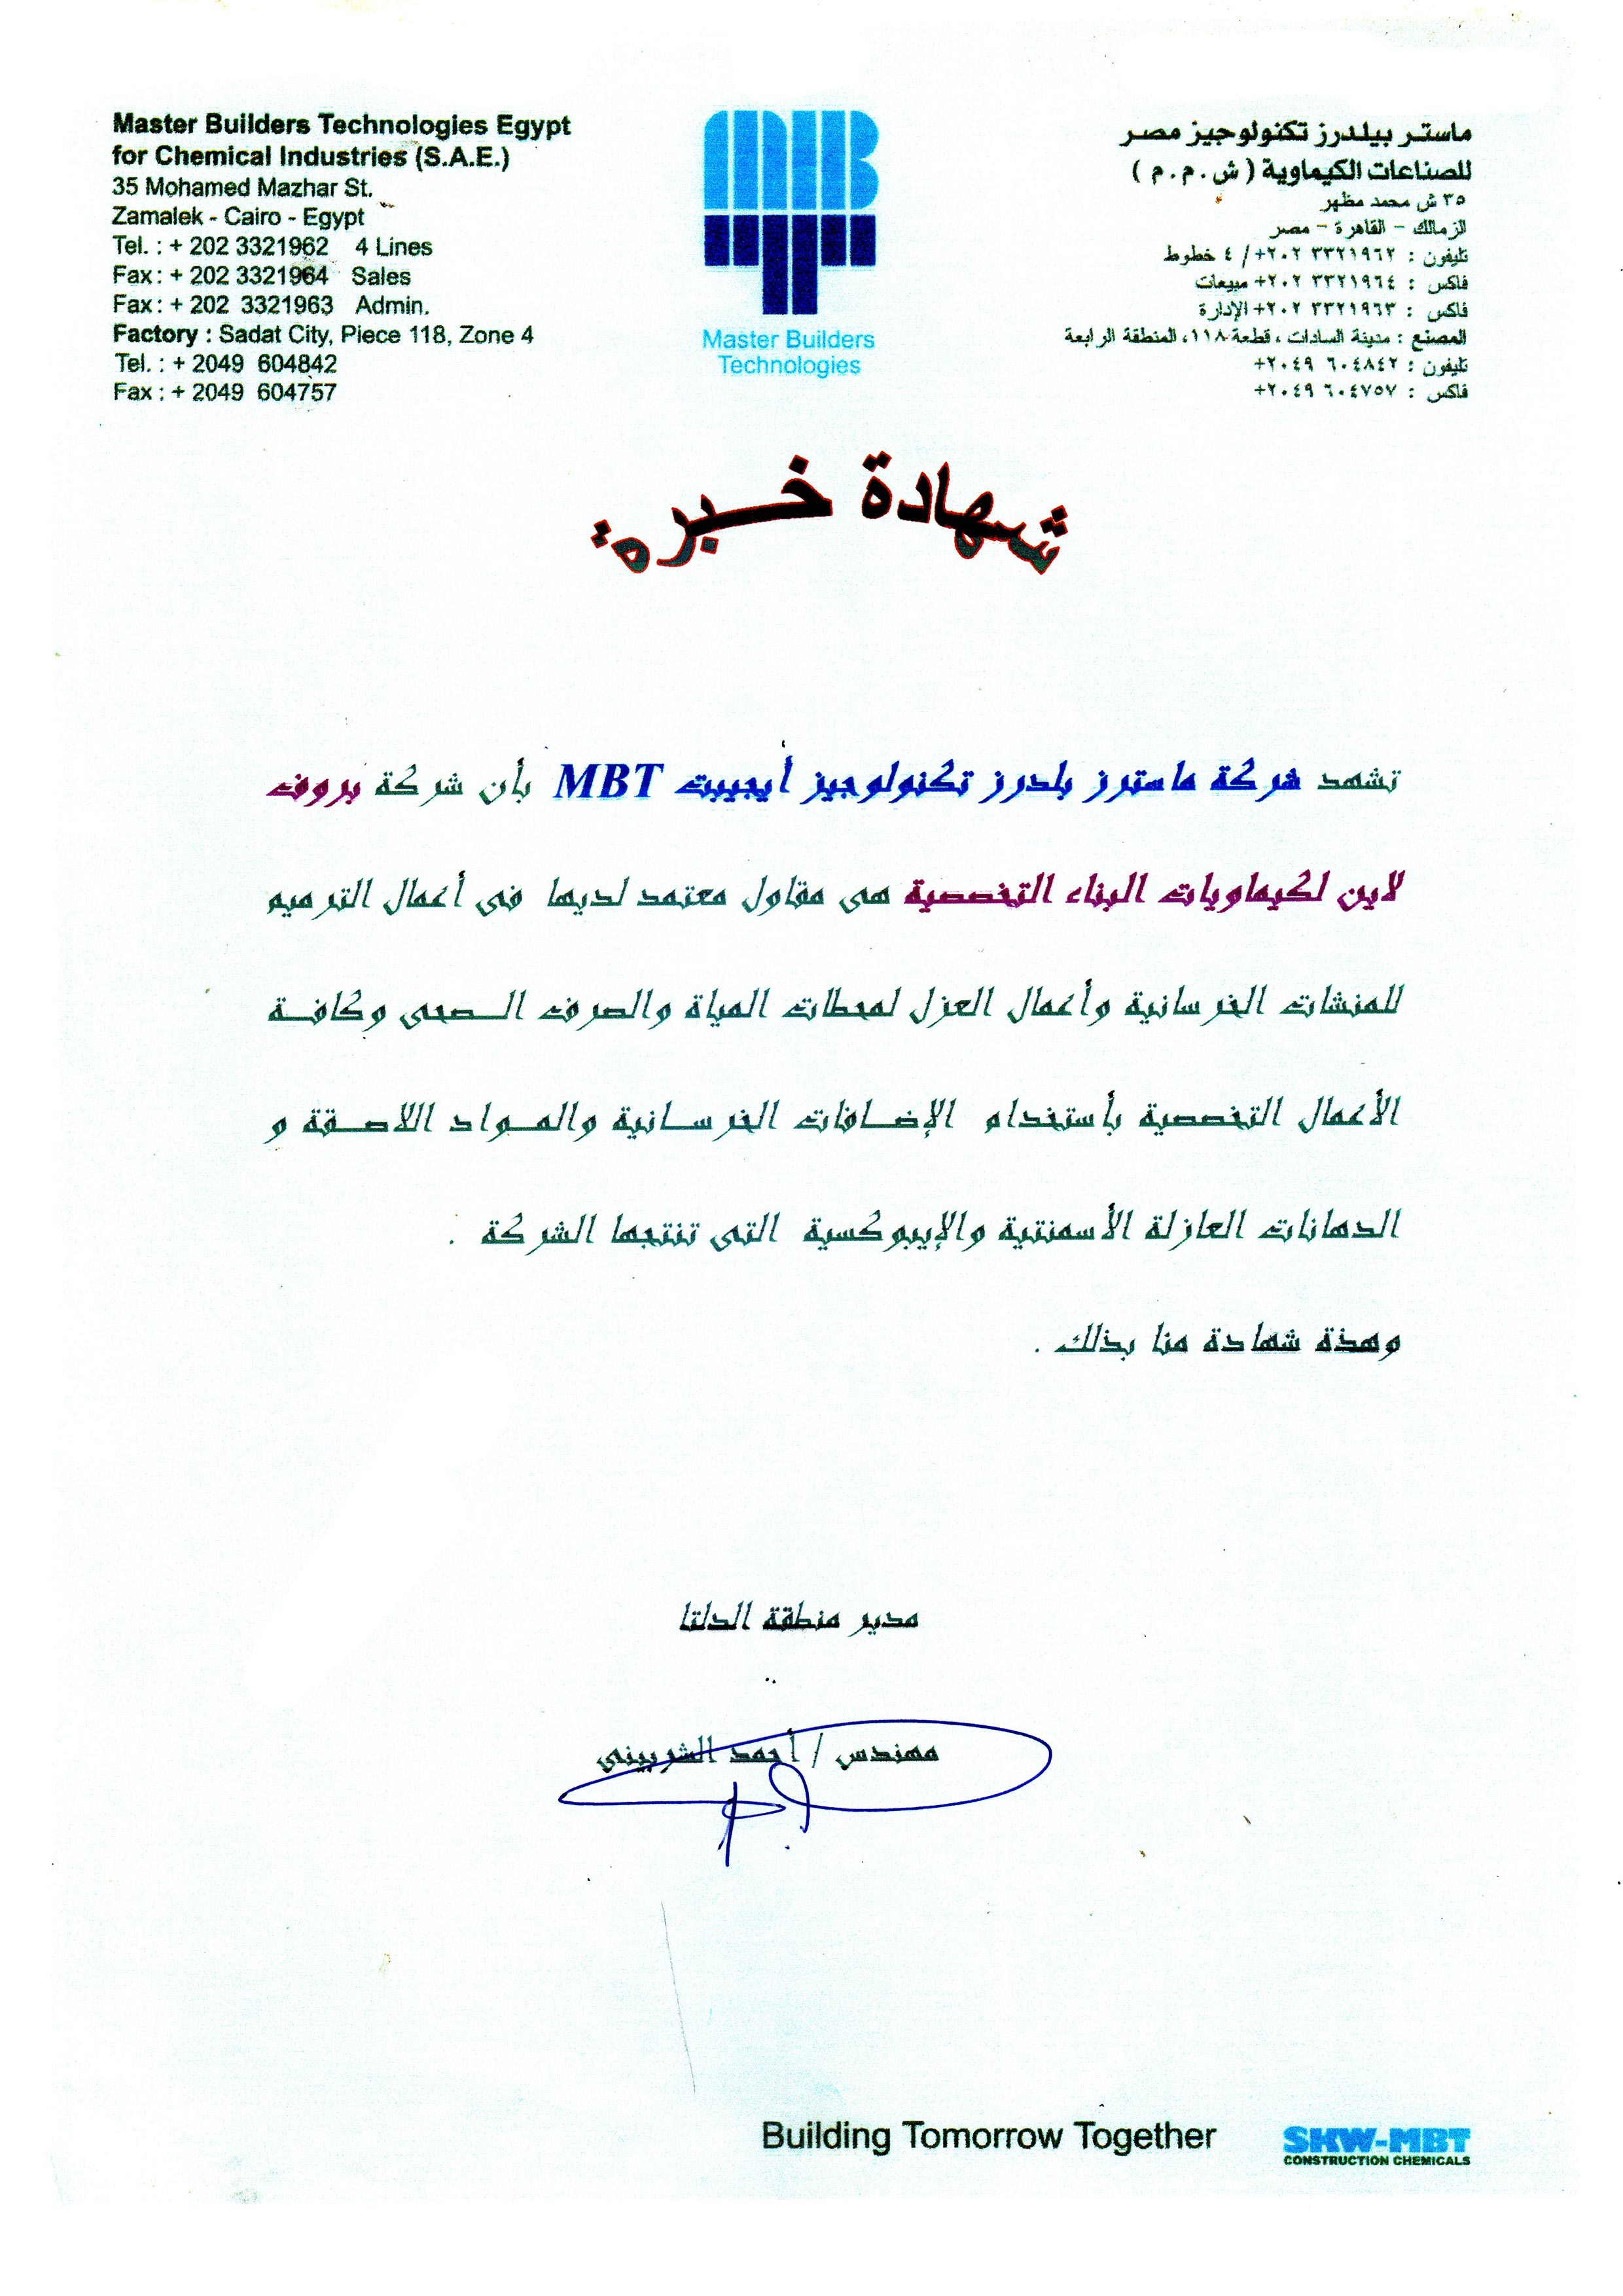 Master Builders Technologies Egypt
for Chemical Industries (S.A.E.)
35 Mohamed Mazhar St.
Zamalek - Cairo - Egypt
Tel. : + 202 3321962 4 Lines
Fax : + 202 3321964 Sales
Fax : + 202 3321963 Admin.
Factory : Sadat City, Piece 118, Zone 4
Tel. : + 2049 604842
Fax : + 2049 604757
MB
Master Builders
Technologies
ماستر بيلدرز تكنولوجيز مصر
للصناعات الكيماوية ( ش . م . م )
٣٥ ش محمد مظهر
الزمالك - القاهرة - مصر
تليفون : ٣٣٢١٩٦٢ ٢٠٢+/ ٤ خطوط
فاكس : ٣٣٢١٩٦٤ ٢٠٢+ مبيعات
فاكس : ٣٣٢١٩٦٣ ٢٠٢+ الإدارة
المصنع : مدينة السادات ، قطعة ١١٨، المنطقة الرابعة
تليفون : ٦٠٤٨٤٢ ٢٠٤٩+
فاكس : ٦٠٤٧٥٧ ٢٠٤٩+
شهادة خبرة
تشهد شركة ماسترز بلدرز تكنولوجيز أيجيبت MBT بأن شركة بروف
لاين لكيماويات البناء التخصصية هى مقاول معتمد لديها فى أعمال الترميم
للمنشات الخرسانية وأعمال العزل لمحطات المياة والصرف الصحى وكافة
الأعمال التخصصية بأستخدام الإضافات الخرسانية والمواد اللاصقة و
الدهانات العازلة الأسمنتية والإيبوكسية التى تنتجها الشركة .
وهذة شهادة منا بذلك .
مدير منطقة الدلتا
مهندس / أحمد الشربينى
Building Tomorrow Together
SKW-MBT
CONSTRUCTION CHEMICALS